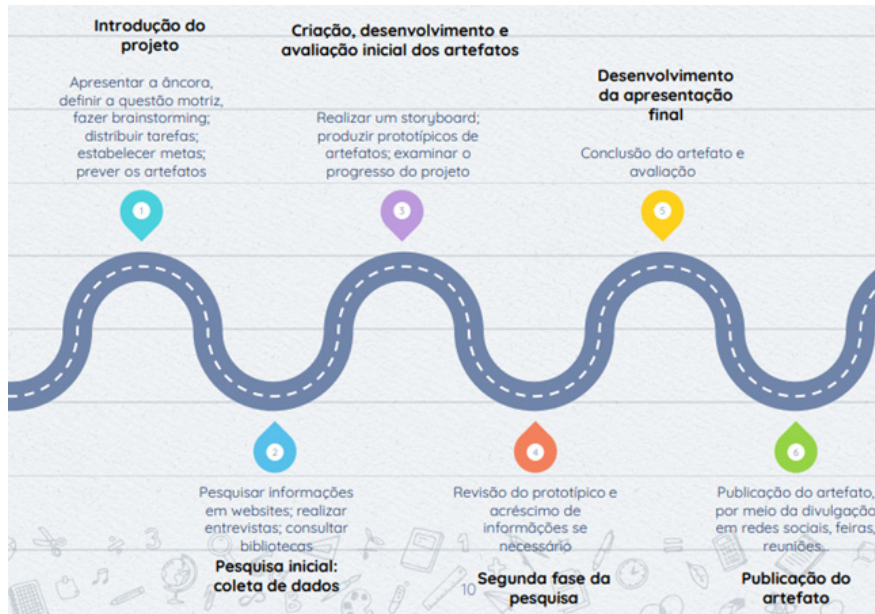 Introdução do
projeto
Apresentar a âncora,
definir a questão motriz,
fazer brainstorming;
distribuir tarefas;
estabelecer metas;
prever os artefatos
1
Criação, desenvolvimento e
avaliação inicial dos artefatos
Realizar um storyboard;
produzir prototípicos de
artefatos; examinar o
progresso do projeto
3
Desenvolvimento
da apresentação
final
Conclusão do artefato e
avaliação
5
2
Pesquisar informações
em websites; realizar
entrevistas; consultar
bibliotecas
Pesquisa inicial:
coleta de dados
4
Revisão do prototípico e
acréscimo de
informãções se
necessário
Segunda fase da
pesquisa
6
Publicação do artefato,
por meio da divulgação
em redes sociais, feiras,
reuniões...
Publicação do
artefato
10